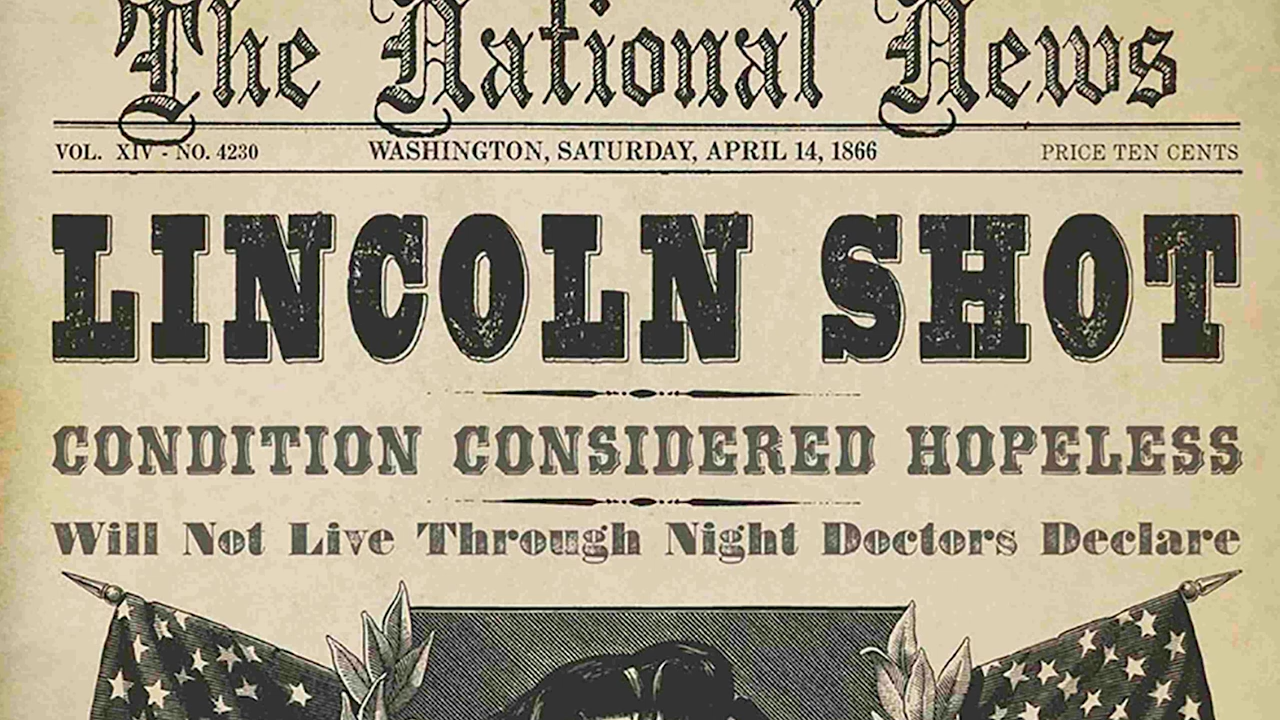 The National News
VOL. XIV - NO. 4230 WASHINGTON, SATURDAY, APRIL 14, 1866 PRICE TEN CENTS
LINCOLN SHOT
CONDITION CONSIDERED HOPELESS
Will Not Live Through Night Doctors Declare